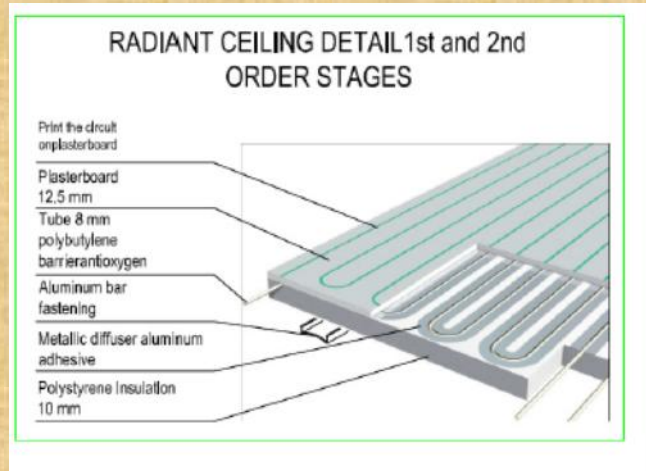 RADIANT CEILING DETAIL1st and 2nd
ORDER STAGES
Print the circuit
onplasterboard
Plasterboard
12,5 mm
Tube 8 mm
polybutylene
barrierantioxygen
Aluminum bar
fastening
Metallic diffuser aluminum
adhesive
Polystyrene Insulation
10 mm